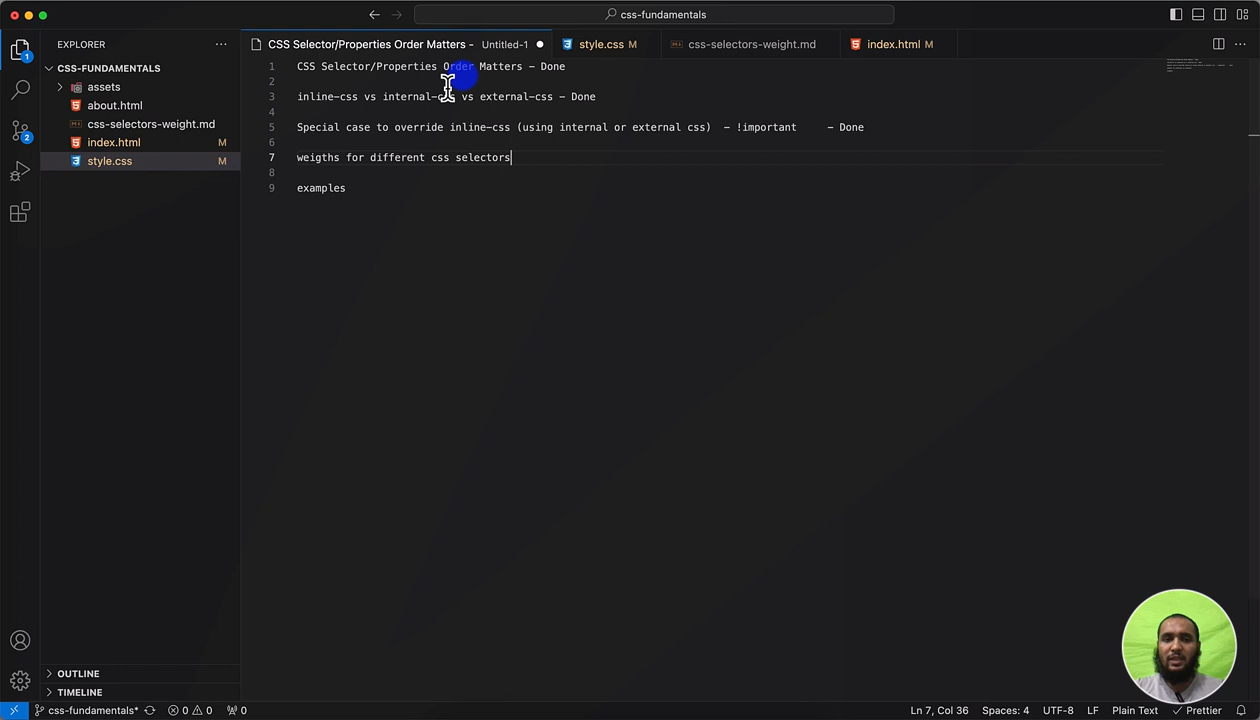 css-fundamentals
EXPLORER
CSS Selector/Properties Order Matters - Untitled-1
style.css M
css-selectors-weight.md
index.html M
CSS-FUNDAMENTALS
assets
about.html
css-selectors-weight.md
index.html M
style.css M
1 CSS Selector/Properties Order Matters - Done
2
3 inline-css vs internal-css vs external-css - Done
4
5 Special case to override inline-css (using internal or external css) - !important - Done
6
7 weigths for different css selectors
8
9 examples
1
2
OUTLINE
TIMELINE
css-fundamentals* 0 0 0 Ln 7, Col 36 Spaces: 4 UTF-8 LF Plain Text Prettier